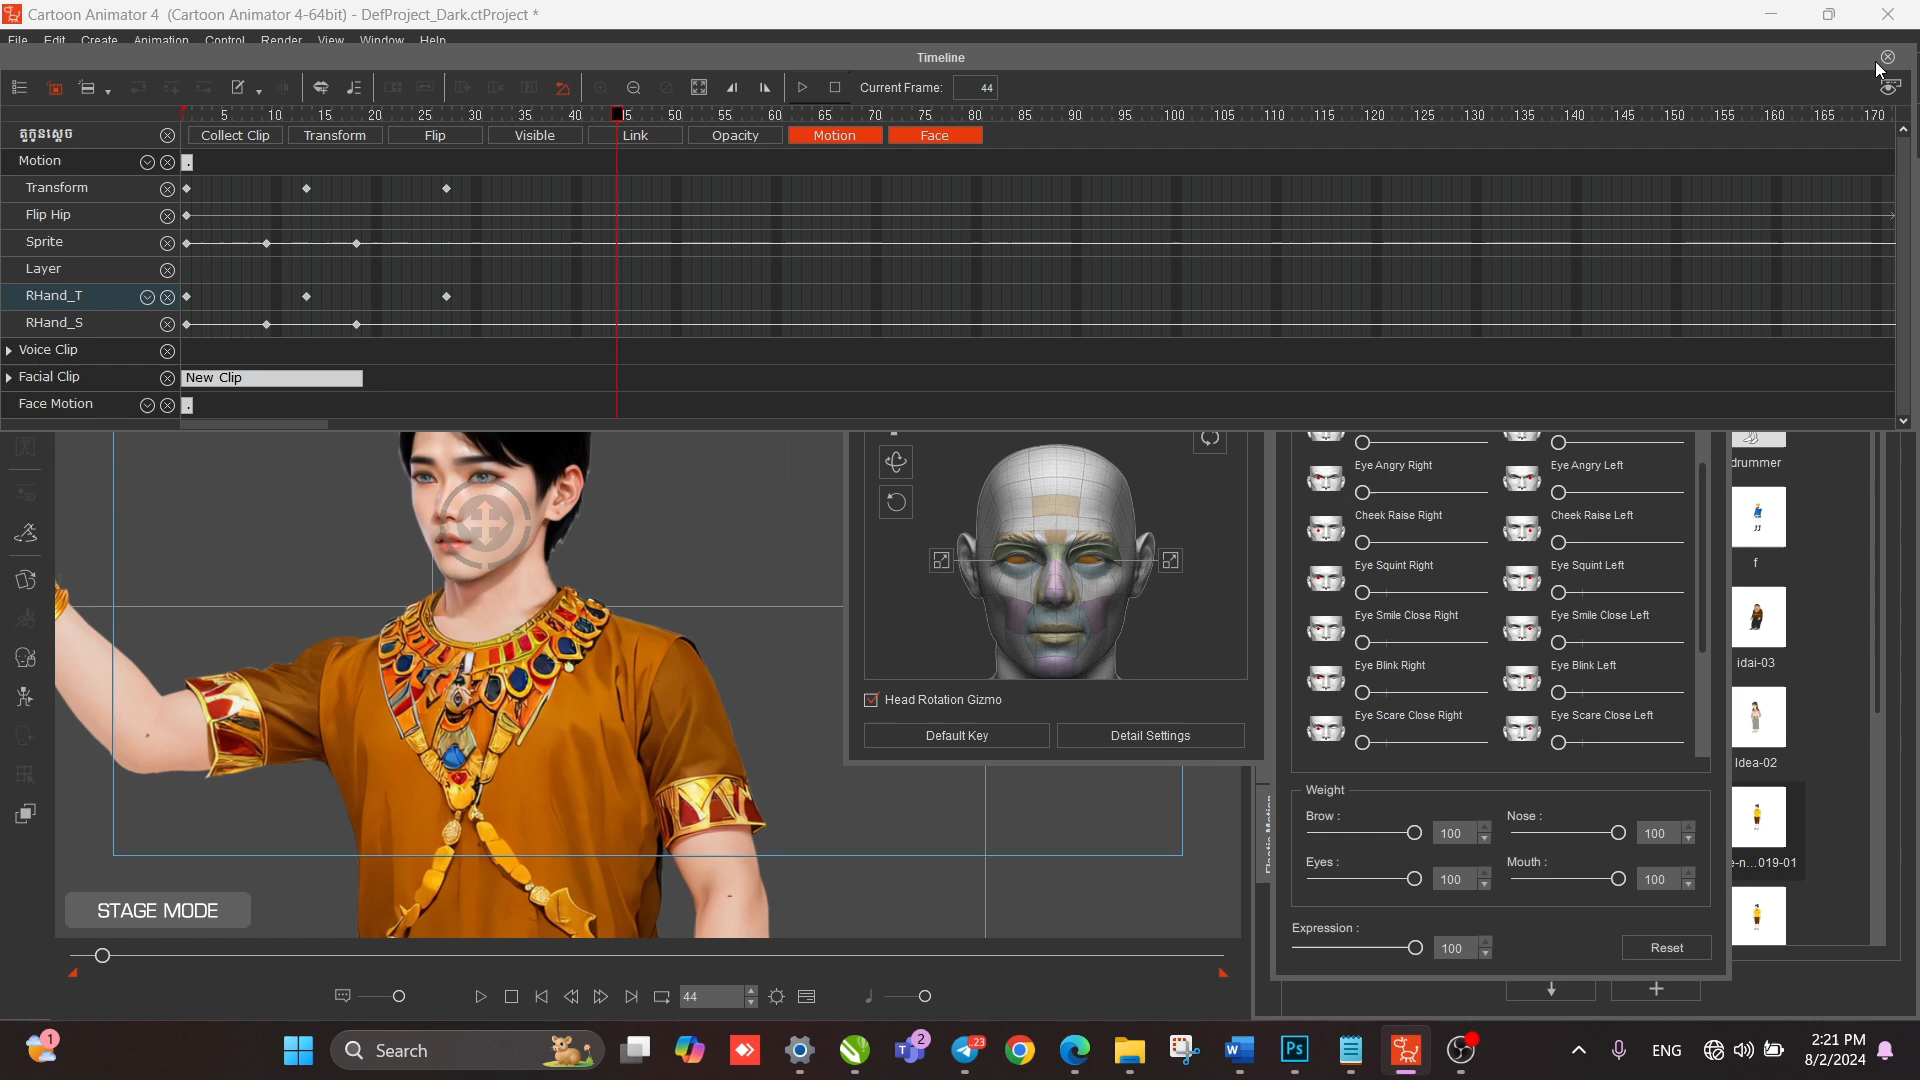 Cartoon Animator 4 (Cartoon Animator 4-64bit) - DefProject_Dark.ctProject *
File Edit Create Animation Control Render View Window Help
Timeline
Current Frame: 44
5 10 15 20 25 30 35 40 45 50 55 60 65 70 75 80 85 90 95 100 105 110 115 120 125 130 135 140 145 150 155 160 165 170
តួកូនស្តេច Collect Clip Transform Flip Visible Link Opacity Motion Face
Motion
Transform
Flip Hip
Sprite
Layer
RHand_T
RHand_S
Voice Clip
Facial Clip New Clip
Face Motion
drummer
Eye Angry Right Eye Angry Left
Cheek Raise Right Cheek Raise Left
f
Eye Squint Right Eye Squint Left
Eye Smile Close Right Eye Smile Close Left
idai-03
Eye Blink Right Eye Blink Left
Head Rotation Gizmo
Eye Scare Close Right Eye Scare Close Left
Default Key Detail Settings
Idea-02
Weight
Brow : 100 Nose : 100
Eyes : 100 Mouth : 100
e-n...019-01
STAGE MODE
Expression : 100 Reset
44
Search
ENG
2:21 PM
8/2/2024